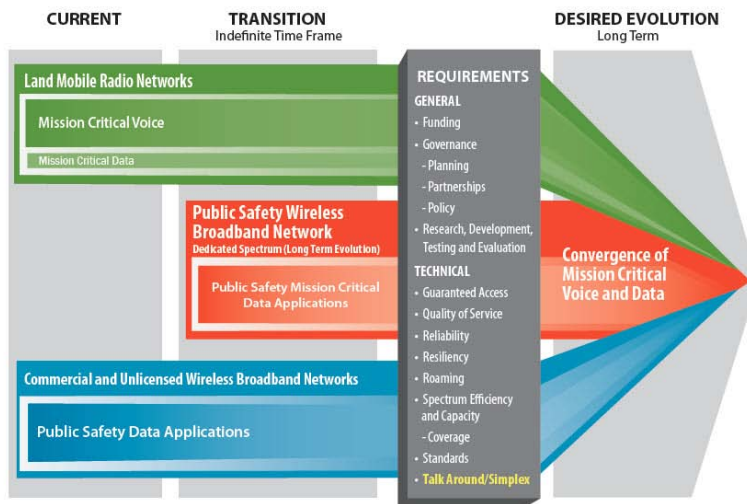 CURRENT
TRANSITION
Indefinite Time Frame
DESIRED EVOLUTION
Long Term
Land Mobile Radio Networks
Mission Critical Voice
Mission Critical Data
Public Safety Wireless
Broadband Network
Dedicated Spectrum (Long Term Evolution)
Public Safety Mission Critical
Data Applications
Commercial and Unlicensed Wireless Broadband Networks
Public Safety Data Applications
REQUIREMENTS
GENERAL
• Funding
• Governance
- Planning
- Partnerships
- Policy
• Research, Development,
Testing and Evaluation
TECHNICAL
• Guaranteed Access
• Quality of Service
• Reliability
• Resiliency
• Roaming
• Spectrum Efficiency
and Capacity
- Coverage
• Standards
• Talk Around/Simplex
Convergence of
Mission Critical
Voice and Data